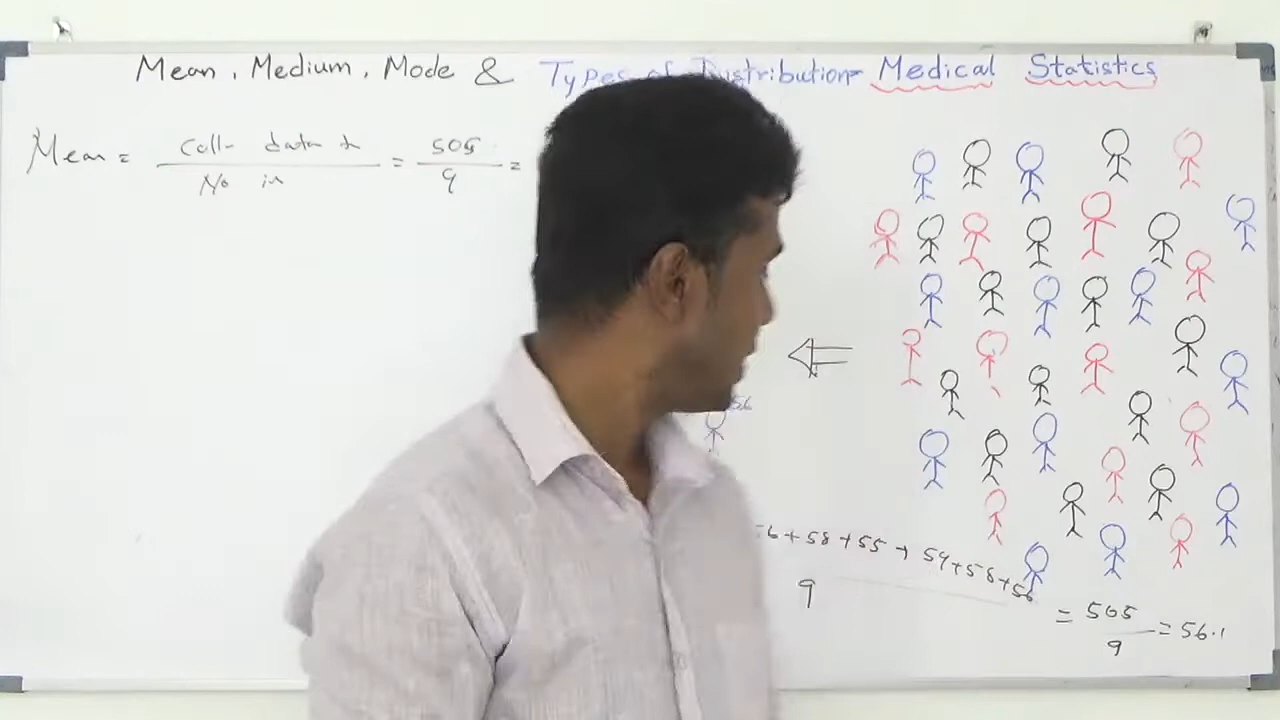 Mean, Medium, Mode & Types of Distribution Medical Statistics
Mean = Coll- data / No in = 505 / 9 =
56
6 + 58 + 55 + 54 + 58 + 56
9
= 505 / 9 = 56.1